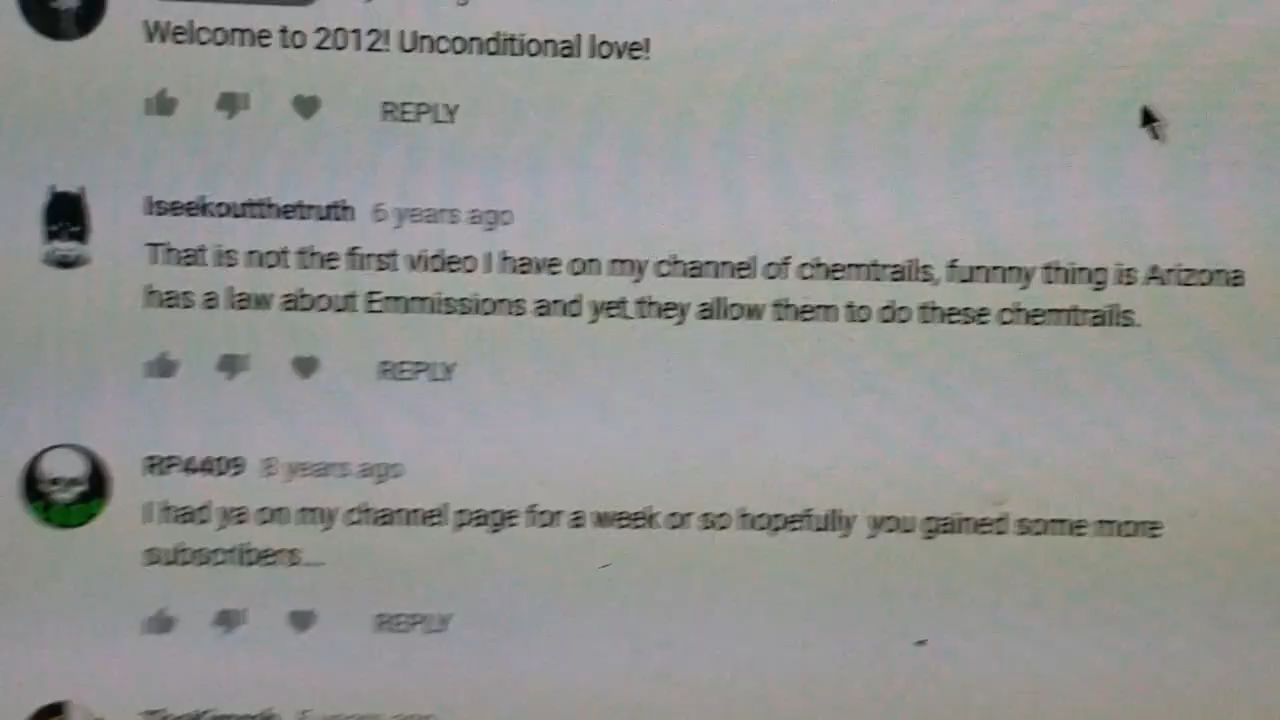 Welcome to 2012! Unconditional love!
REPLY
Iseekoutthetruth 6 years ago
That is not the first video I have on my channel of chemtrails, funnny thing is Arizona
has a law about Emmissions and yet they allow them to do these chemtrails.
REPLY
RP4409 years ago
I had ya on my channel page for a week or so hopefully you gained some more
subscribers...
REPLY